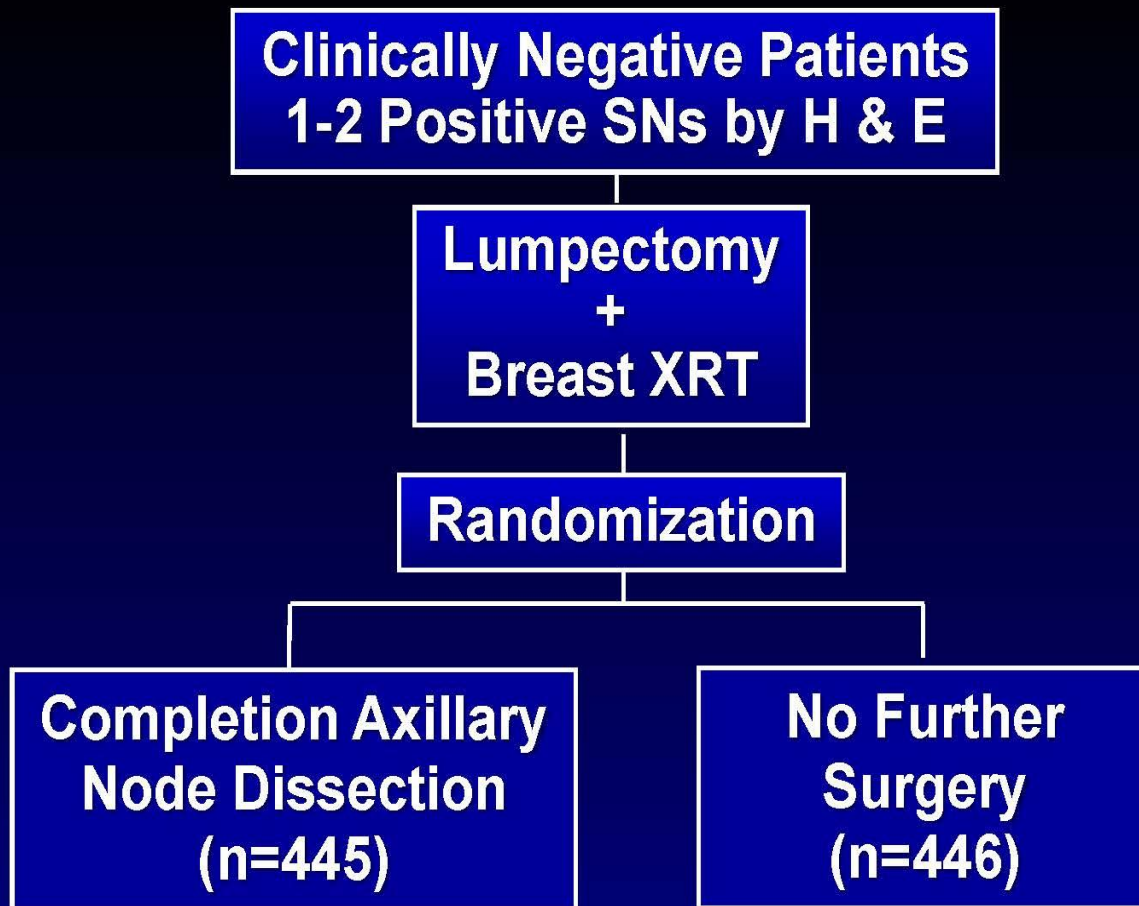 Clinically Negative Patients
1-2 Positive SNs by H & E
Lumpectomy
+
Breast XRT
Randomization
Completion Axillary
Node Dissection
(n=445)
No Further
Surgery
(n=446)